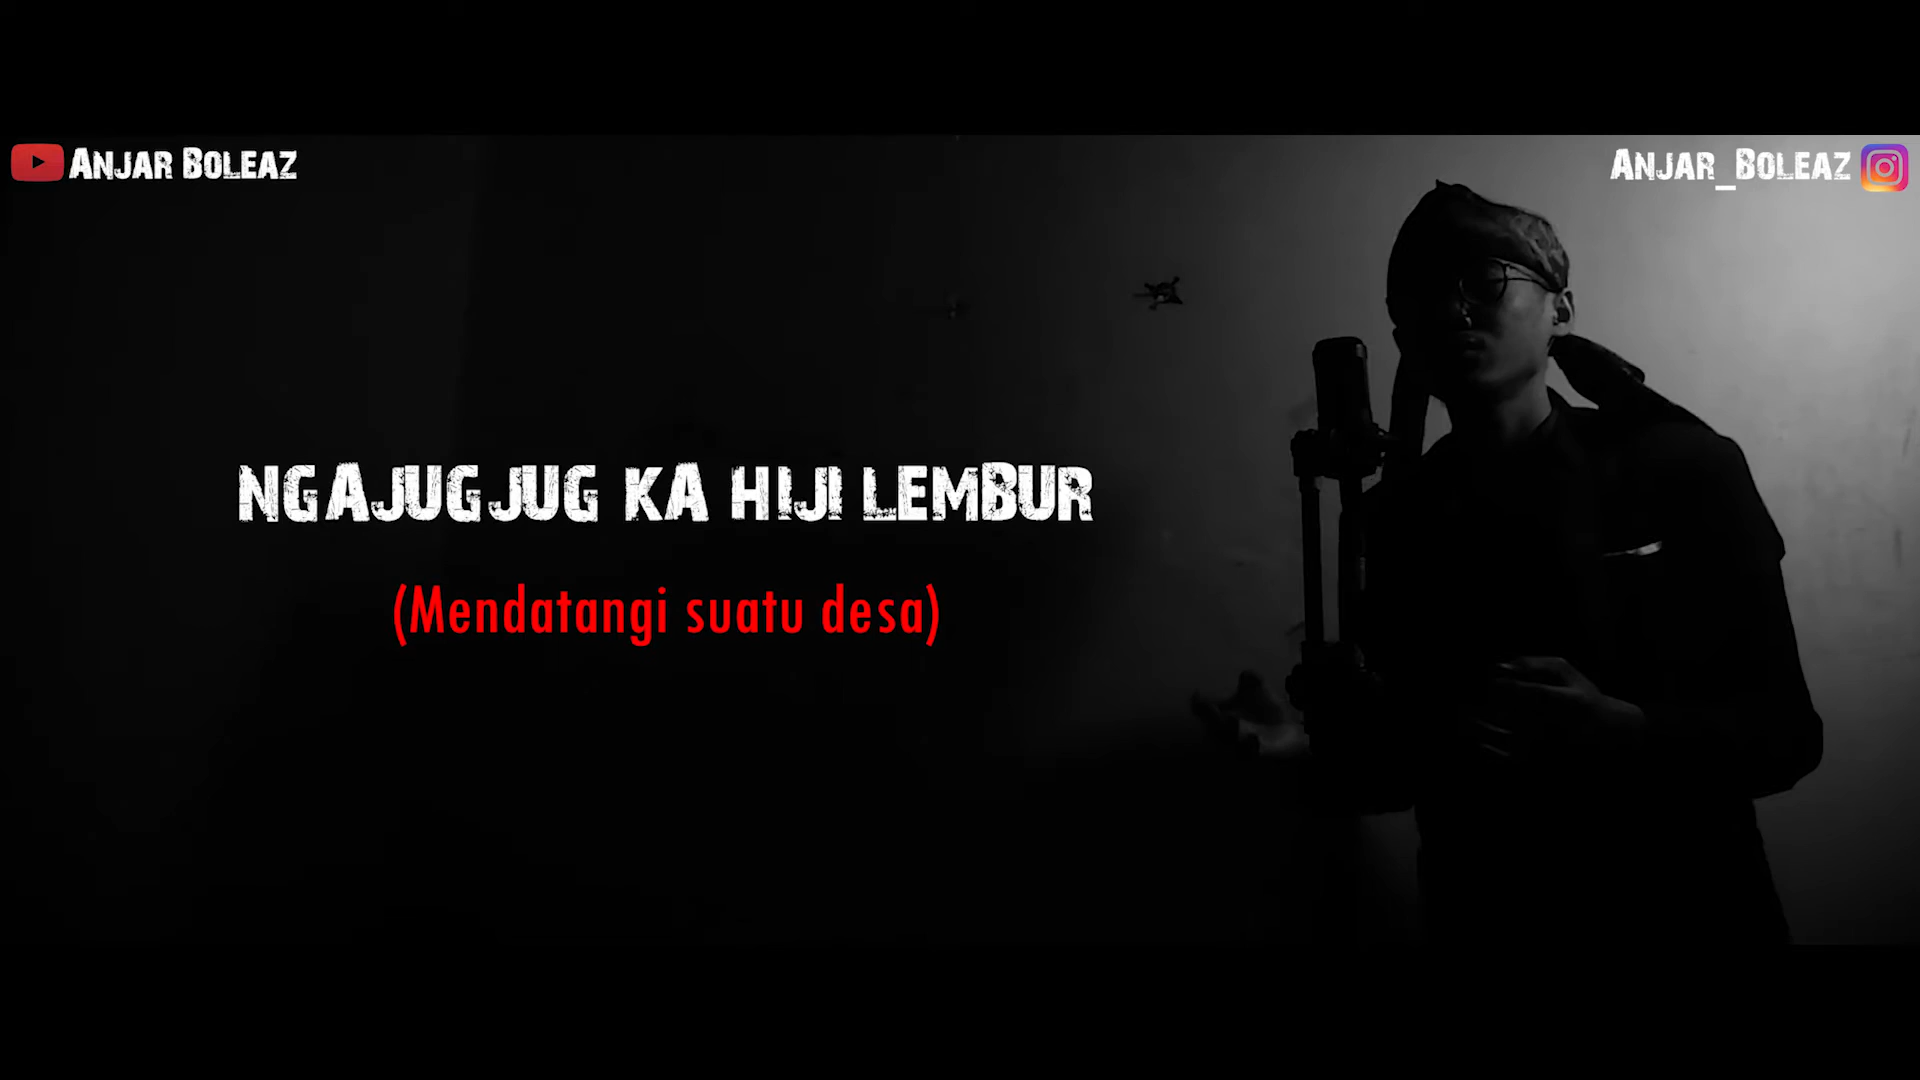 ANJAR BOLEAZ
ANJAR_BOLEAZ
NGAJUGJUG KA HIJI LEMBUR
(Mendatangi suatu desa)